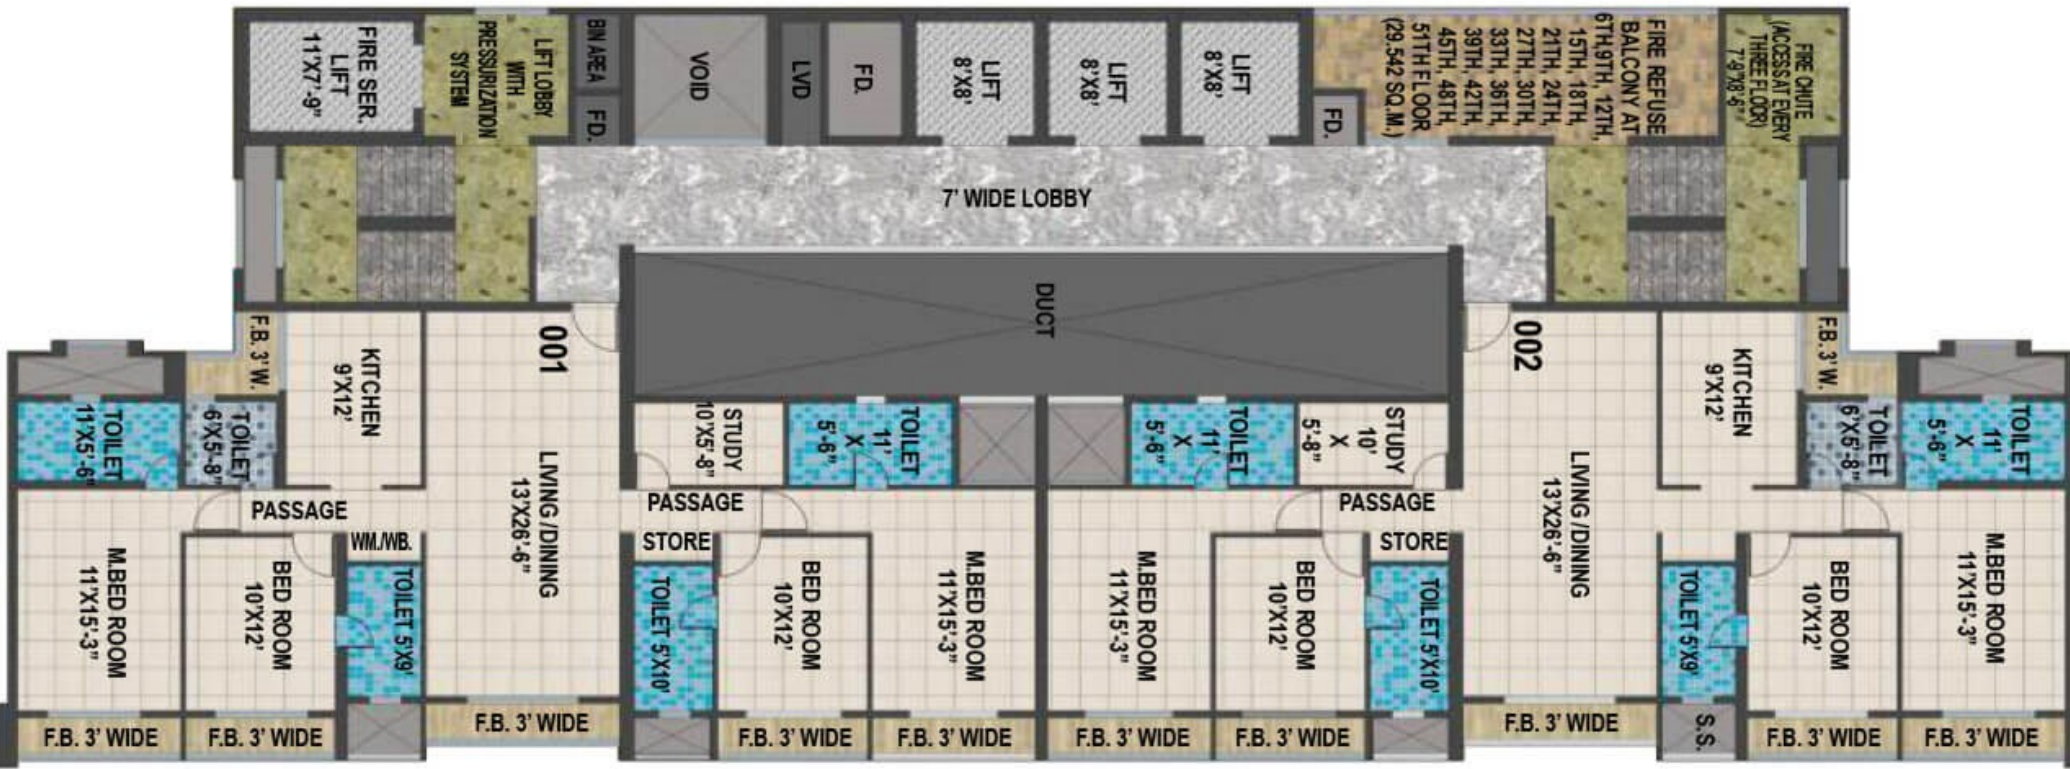 FIRE SER.
LIFT
11'X7'-9"
LIFT LOBBY
WITH
PRESSURIZATION
SYSTEM
BIN AREA
FD.
VOID
LVD
FD.
LIFT
8'X8'
LIFT
8'X8'
LIFT
8'X8'
FD.
FIRE REFUSE
BALCONY AT
6TH,9TH, 12TH,
15TH, 18TH,
21TH, 24TH,
27TH,30TH,
33TH, 36TH,
39TH, 42TH,
45TH, 48TH,
51TH FLOOR
(29.542 SQ.M.)
FIRE CHUTE
(ACCESS AT EVERY
THREE FLOOR)
7'-9"X8'-6"
7' WIDE LOBBY
DUCT
F.B. 3' W.
KITCHEN
9'X12'
001
002
KITCHEN
9'X12'
F.B. 3' W.
TOILET
11'X5'-6"
TOILET
6'X5'-8"
LIVING /DINING
13'X26'-6"
STUDY
10'X5'-8"
TOILET
11'
X
5'-6"
TOILET
11'
X
5'-6"
STUDY
10'
X
5'-8"
LIVING /DINING
13'X26'-6"
TOILET
6'X5'-8"
TOILET
11'
X
5'-6"
PASSAGE
WM./WB.
PASSAGE
STORE
PASSAGE
STORE
M.BED ROOM
11'X15'-3"
BED ROOM
10'X12'
TOILET 5'X9'
TOILET 5'X10'
BED ROOM
10'X12'
M.BED ROOM
11'X15'-3"
M.BED ROOM
11'X15'-3"
BED ROOM
10'X12'
TOILET 5'X10'
TOILET 5'X9'
BED ROOM
10'X12'
M.BED ROOM
11'X15'-3"
F.B. 3' WIDE
F.B. 3' WIDE
F.B. 3' WIDE
F.B. 3' WIDE
F.B. 3' WIDE
F.B. 3' WIDE
F.B. 3' WIDE
F.B. 3' WIDE
S.S.
F.B. 3' WIDE
F.B. 3' WIDE